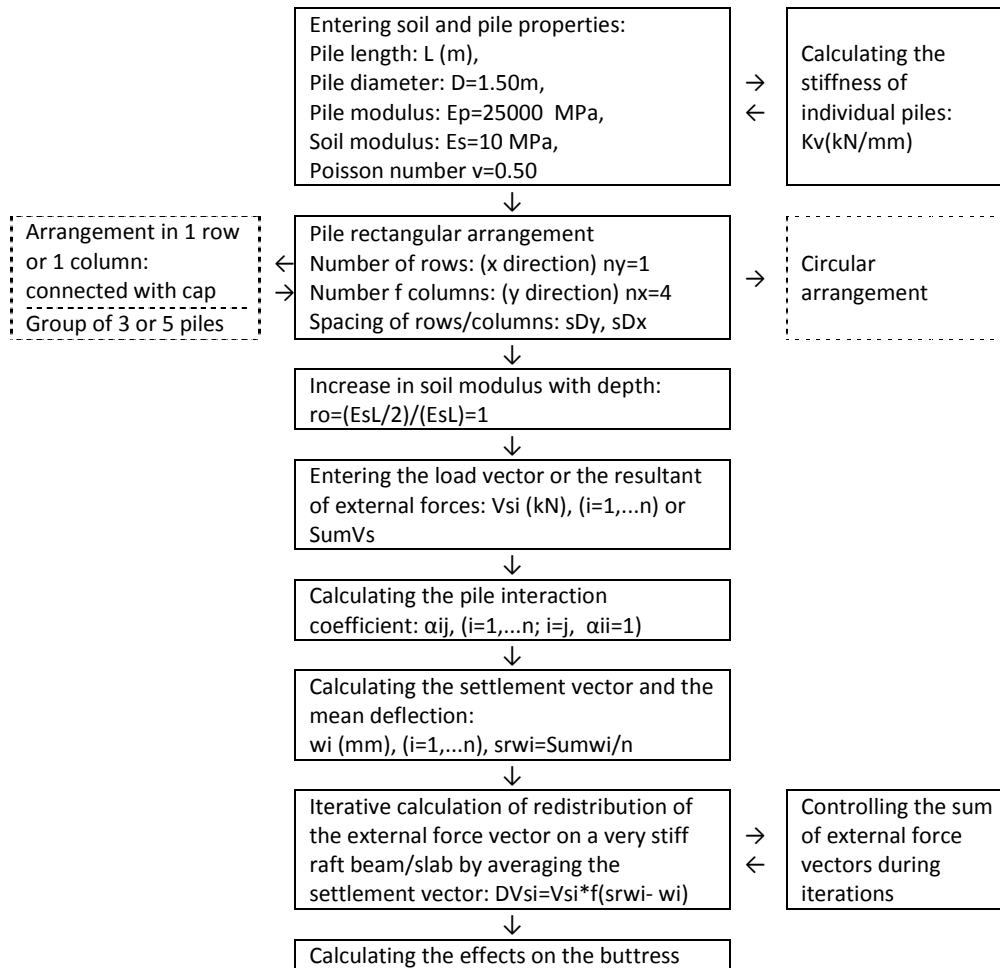 Entering soil and pile properties:
Pile length: L (m),
Pile diameter: D=1.50m,
Pile modulus: Ep=25000 MPa,
Soil modulus: Es=10 MPa,
Poisson number v=0.50
→
←
Calculating the
stiffness of
individual piles:
Kv(kN/mm)
↓
Arrangement in 1 row
or 1 column:
connected with cap
Group of 3 or 5 piles
←
→
Pile rectangular arrangement
Number of rows: (x direction) ny=1
Number f columns: (y direction) nx=4
Spacing of rows/columns: sDy, sDx
→
Circular
arrangement
↓
Increase in soil modulus with depth:
ro=(EsL/2)/(EsL)=1
↓
Entering the load vector or the resultant
of external forces: Vsi (kN), (i=1,...n) or
SumVs
↓
Calculating the pile interaction
coefficient: αij, (i=1,...n; i=j, αii=1)
↓
Calculating the settlement vector and the
mean deflection:
wi (mm), (i=1,...n), srwi=Sumwi/n
↓
Iterative calculation of redistribution of
the external force vector on a very stiff
raft beam/slab by averaging the
settlement vector: DVsi=Vsi*f(srwi- wi)
→
←
Controlling the sum
of external force
vectors during
iterations
↓
Calculating the effects on the buttress